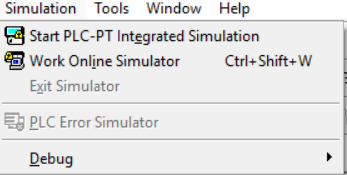 Simulation Tools Window Help
Start PLC-PT Integrated Simulation
Work Online Simulator Ctrl+Shift+W
Exit Simulator
PLC Error Simulator
Debug